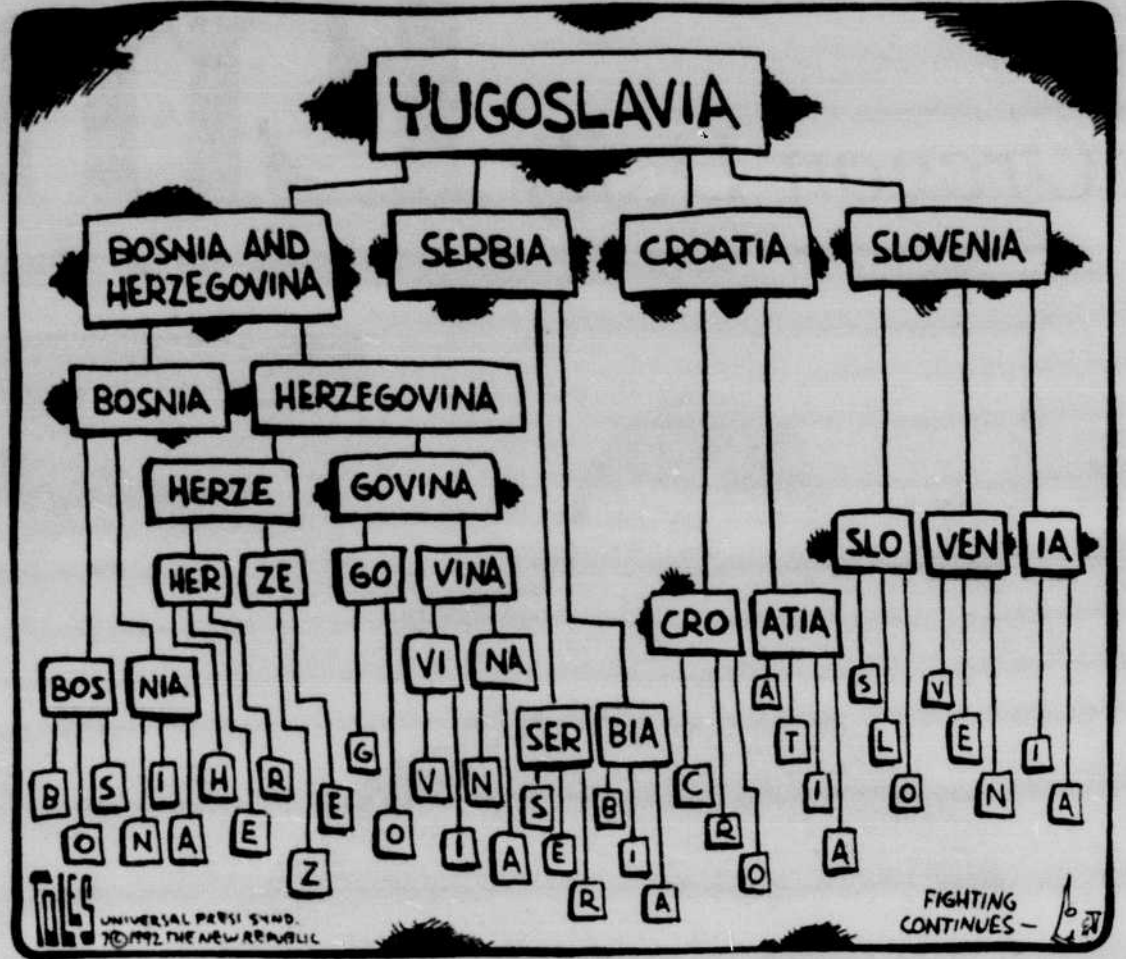 YUGOSLAVIA
BOSNIA AND
HERZEGOVINA
SERBIA
CROATIA
SLOVENIA
BOSNIA
HERZEGOVINA
HERZE
GOVINA
SLO
VEN
IA
HER
ZE
GO
VINA
CRO
ATIA
BOS
NIA
VI
NA
SER
BIA
B
O
S
N
I
A
H
E
R
Z
E
G
O
V
I
N
A
S
E
R
B
I
A
C
R
O
A
T
I
A
S
L
O
V
E
N
I
A
TOLES
UNIVERSAL PRESS SYND.
©1992 THE NEW REPUBLIC
FIGHTING
CONTINUES —